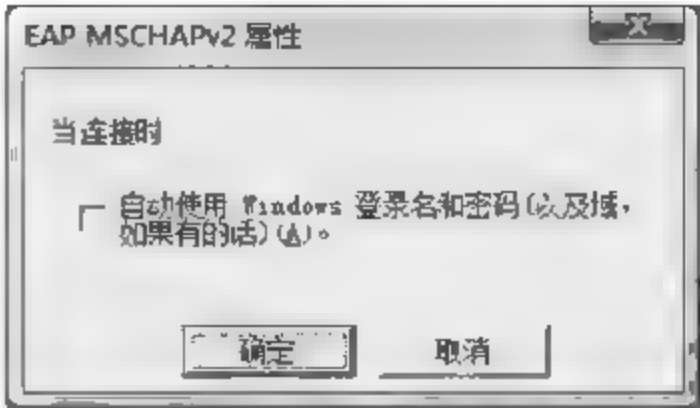 EAP MSCHAPv2 属性
当连接时
自动使用 Windows 登录名和密码(以及域,
如果有的话)(A)。
确定
取消